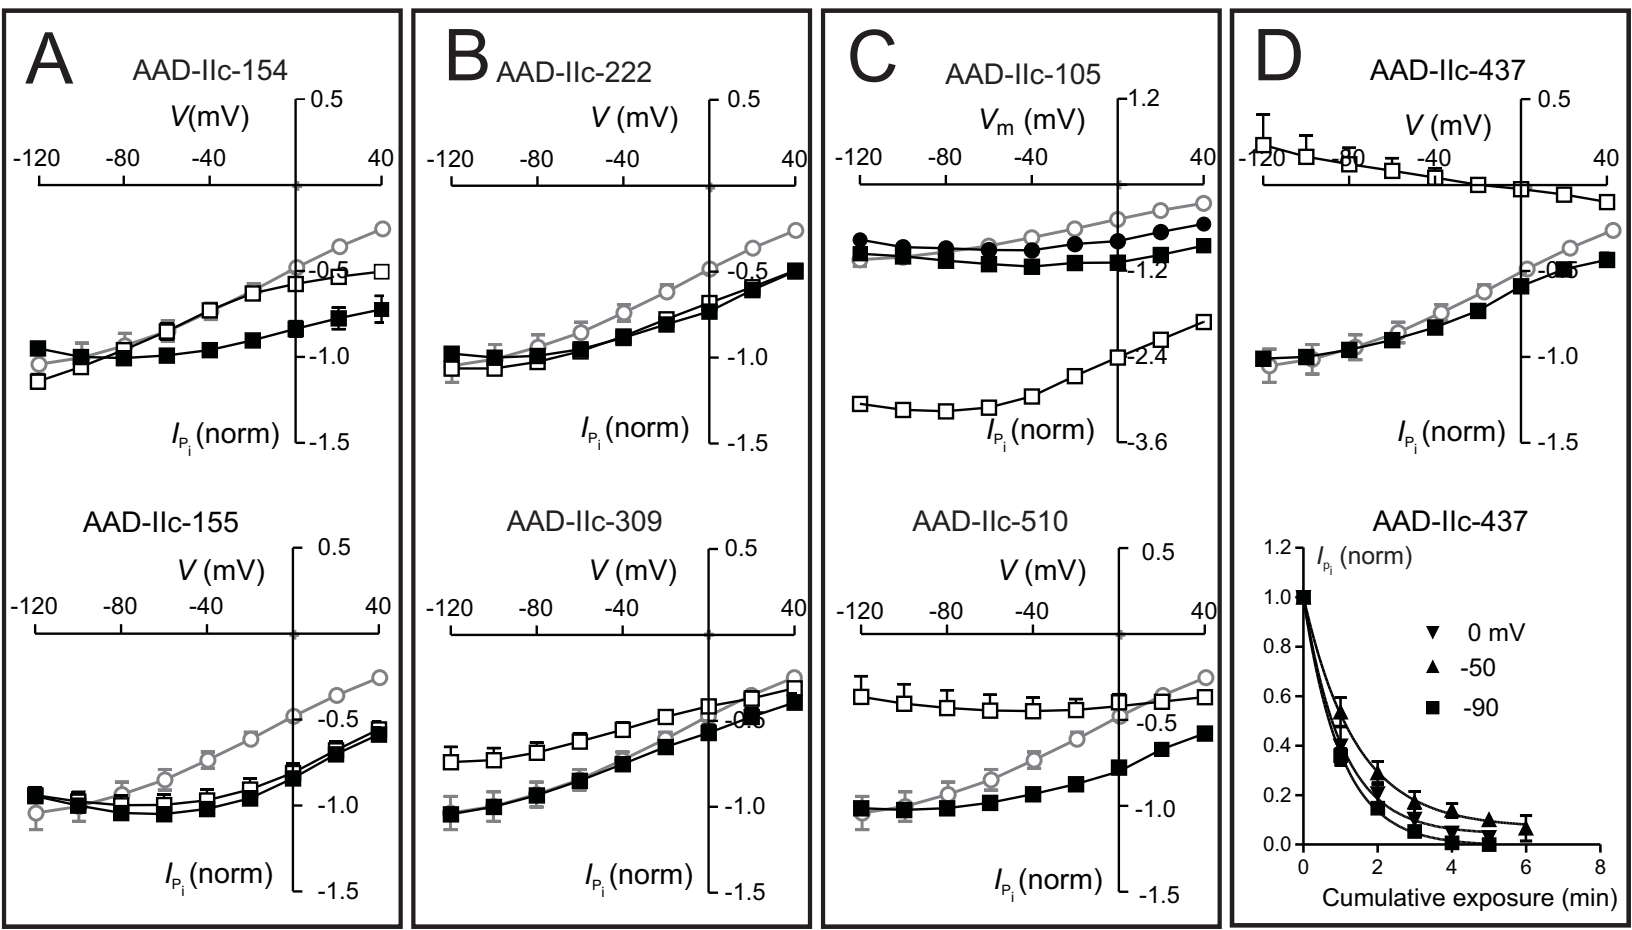 A
AAD-IIc-154
0.5
V(mV)
-120 -80 -40 40
-0.5
-1.0
IPi (norm)
-1.5
AAD-IIc-155
0.5
V (mV)
-120 -80 -40 40
-0.5
-1.0
IPi (norm)
-1.5
B
AAD-IIc-222
0.5
V (mV)
-120 -80 -40 40
-0.5
-1.0
IPi (norm)
-1.5
AAD-IIc-309
0.5
V (mV)
-120 -80 -40 40
-0.5
-1.0
IPi (norm)
-1.5
C
AAD-IIc-105
1.2
Vm (mV)
-120 -80 -40 40
-1.2
-2.4
IPi (norm)
-3.6
AAD-IIc-510
0.5
V (mV)
-120 -80 -40 40
-0.5
-1.0
IPi (norm)
-1.5
D
AAD-IIc-437
0.5
V (mV)
-120 -80 -40 40
-0.5
-1.0
IPi (norm)
-1.5
AAD-IIc-437
1.2
Ipi (norm)
1.0
0.8
0.6
0.4
0.2
0.0
0 mV
-50
-90
0 2 4 6 8
Cumulative exposure (min)